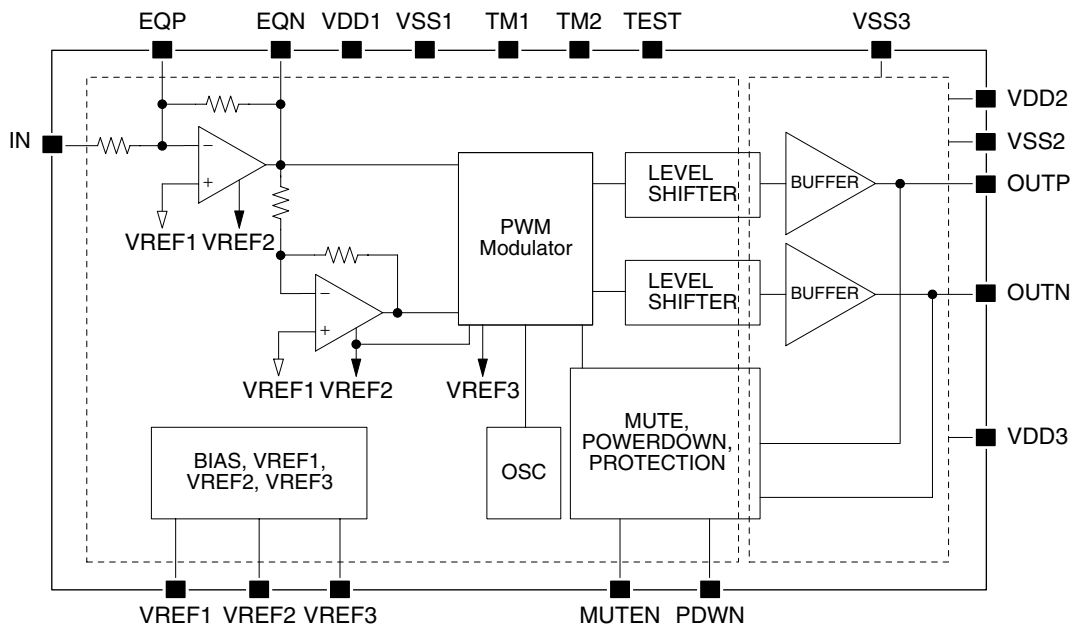 EQP EQN VDD1 VSS1 TM1 TM2 TEST VSS3
VDD2
IN
VSS2
LEVEL
SHIFTER
BUFFER
OUTP
−
+
VREF1 VREF2
PWM
Modulator
LEVEL
SHIFTER
BUFFER
OUTN
−
+
VREF1 VREF2 VREF3
MUTE,
POWERDOWN,
PROTECTION
VDD3
BIAS, VREF1,
VREF2, VREF3
OSC
VREF1 VREF2 VREF3 MUTEN PDWN